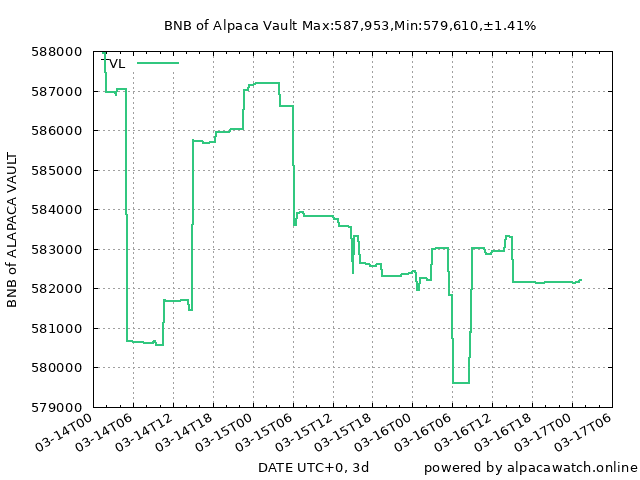 BNB of Alpaca Vault Max:587,953,Min:579,610,±1.41%
588000
TVL
587000
586000
585000
584000
583000
582000
581000
580000
579000
BNB of ALAPACA VAULT
03-14T00
03-14T06
03-14T12
03-14T18
03-15T00
03-15T06
03-15T12
03-15T18
03-16T00
03-16T06
03-16T12
03-16T18
03-17T00
03-17T06
DATE UTC+0, 3d
powered by alpacawatch.online